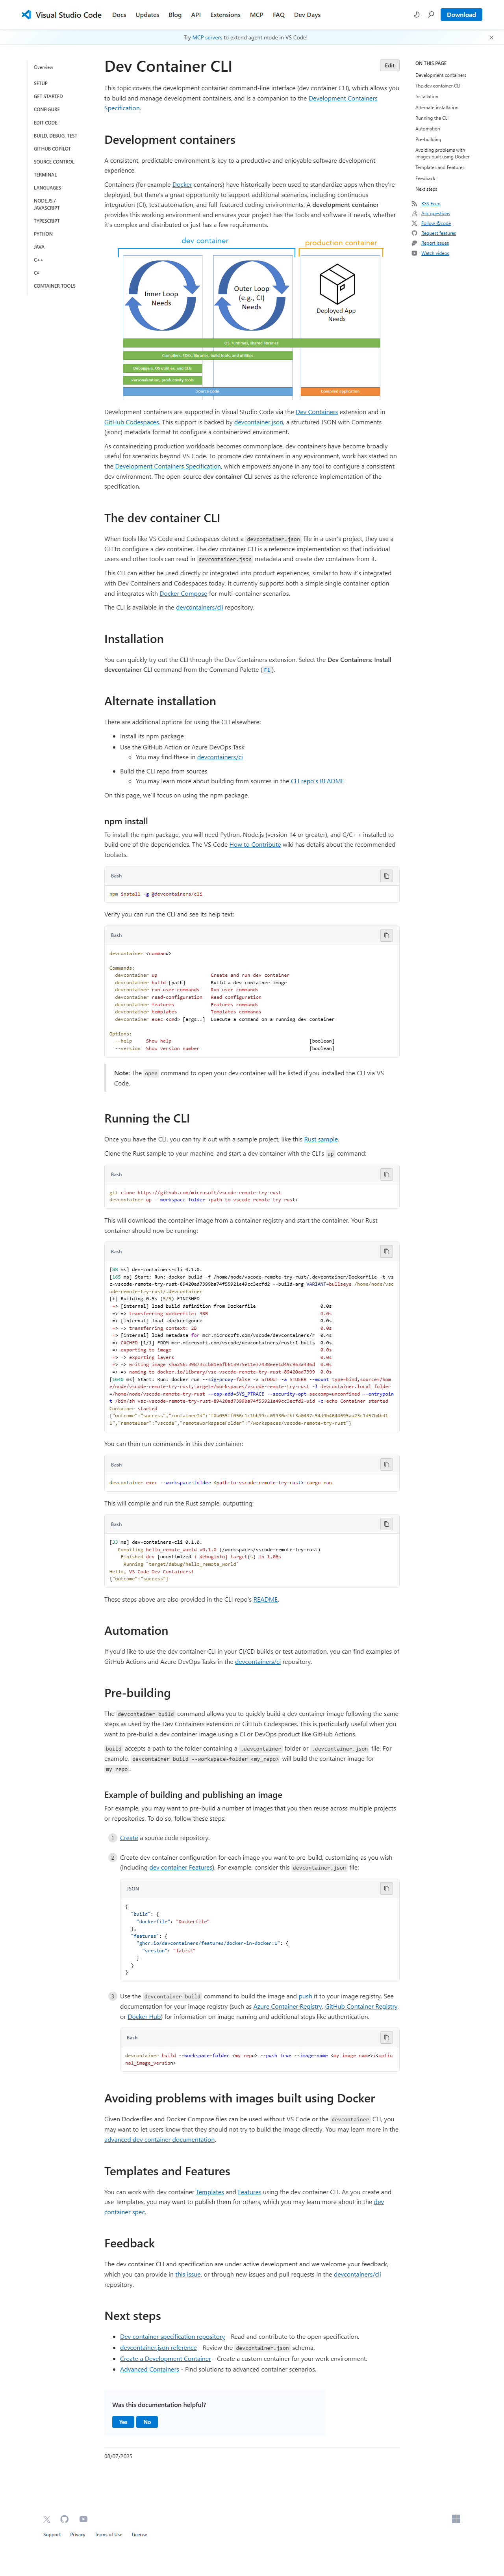 Visual Studio Code Docs Updates Blog API Extensions MCP FAQ Dev Days Download
Try MCP servers to extend agent mode in VS Code!
Overview
SETUP
GET STARTED
CONFIGURE
EDIT CODE
BUILD, DEBUG, TEST
GITHUB COPILOT
SOURCE CONTROL
TERMINAL
LANGUAGES
NODE.JS /
JAVASCRIPT
TYPESCRIPT
PYTHON
JAVA
C++
C#
CONTAINER TOOLS
Dev Container CLI
Edit
This topic covers the development container command-line interface (dev container CLI), which allows you
to build and manage development containers, and is a companion to the Development Containers
Specification.
Development containers
A consistent, predictable environment is key to a productive and enjoyable software development
experience.
Containers (for example Docker containers) have historically been used to standardize apps when they're
deployed, but there's a great opportunity to support additional scenarios, including continuous
integration (CI), test automation, and full-featured coding environments. A development container
provides this working environment and ensures your project has the tools and software it needs, whether
it's complex and distributed or just has a few requirements.
dev container
production container
Inner Loop
Needs
Outer Loop
(e.g., CI)
Needs
Deployed App
Needs
OS, runtime, shared libraries
Compilers, SDKs, libraries, build tools, and utilities
Debuggers, OS utilities, and CLIs
Personalization, productivity tools
Source Code
Compiled application
Development containers are supported in Visual Studio Code via the Dev Containers extension and in
GitHub Codespaces. This support is backed by devcontainer.json, a structured JSON with Comments
(jsonc) metadata format to configure a containerized environment.
As containerizing production workloads becomes commonplace, dev containers have become broadly
useful for scenarios beyond VS Code. To promote dev containers in any environment, work has started on
the Development Containers Specification, which empowers anyone in any tool to configure a consistent
dev environment. The open-source dev container CLI serves as the reference implementation of the
specification.
The dev container CLI
When tools like VS Code and Codespaces detect a devcontainer.json file in a user's project, they use a
CLI to configure a dev container. The dev container CLI is a reference implementation so that individual
users and other tools can read in devcontainer.json metadata and create dev containers from it.
This CLI can either be used directly or integrated into product experiences, similar to how it's integrated
with Dev Containers and Codespaces today. It currently supports both a simple single container option
and integrates with Docker Compose for multi-container scenarios.
The CLI is available in the devcontainers/cli repository.
Installation
You can quickly try out the CLI through the Dev Containers extension. Select the Dev Containers: Install
devcontainer CLI command from the Command Palette (F1).
Alternate installation
There are additional options for using the CLI elsewhere:
Install its npm package
Use the GitHub Action or Azure DevOps Task
You may find these in devcontainers/ci
Build the CLI repo from sources
You may learn more about building from sources in the CLI repo's README
On this page, we'll focus on using the npm package.
npm install
To install the npm package, you will need Python, Node.js (version 14 or greater), and C/C++ installed to
build one of the dependencies. The VS Code How to Contribute wiki has details about the recommended
toolsets.
Bash
npm install -g @devcontainers/cli
Verify you can run the CLI and see its help text:
Bash
devcontainer <command>
Commands:
devcontainer up Create and run dev container
devcontainer build [path] Build a dev container image
devcontainer run-user-commands Run user commands
devcontainer read-configuration Read configuration
devcontainer features Features commands
devcontainer templates Templates commands
devcontainer exec <cmd> [args..] Execute a command on a running dev container
Options:
--help Show help [boolean]
--version Show version number [boolean]
Note: The open command to open your dev container will be listed if you installed the CLI via VS
Code.
Running the CLI
Once you have the CLI, you can try it out with a sample project, like this Rust sample.
Clone the Rust sample to your machine, and start a dev container with the CLI's up command:
Bash
git clone https://github.com/microsoft/vscode-remote-try-rust
devcontainer up --workspace-folder <path-to-vscode-remote-try-rust>
This will download the container image from a container registry and start the container. Your Rust
container should now be running:
Bash
[88 ms] dev-containers-cli 0.1.0.
[165 ms] Start: Run: docker build -f /home/node/vscode-remote-try-rust/.devcontainer/Dockerfile -t vs
c-vscode-remote-try-rust-89420ad7399ba74f55921e49cc3ecfd2 --build-arg VARIANT=bullseye /home/node/vsc
ode-remote-try-rust/.devcontainer
[+] Building 0.5s (5/5) FINISHED
=> [internal] load build definition from Dockerfile 0.0s
=> => transferring dockerfile: 38B 0.0s
=> [internal] load .dockerignore 0.0s
=> => transferring context: 2B 0.0s
=> [internal] load metadata for mcr.microsoft.com/vscode/devcontainers/r 0.4s
=> CACHED [1/1] FROM mcr.microsoft.com/vscode/devcontainers/rust:1-bulls 0.0s
=> exporting to image 0.0s
=> => exporting layers 0.0s
=> => writing image 0.0s
=> => naming to docker.io/library/vsc-vscode-remote-try-rust-89420ad7399 0.0s
[1640 ms] Start: Run: docker run --sig-proxy=false -a STDOUT -a STDERR --mount type=bind,source=/hom
e/node/vscode-remote-try-rust,target=/workspaces/vscode-remote-try-rust -l devcontainer.local_folder
=/home/node/vscode-remote-try-rust --cap-add=SYS_PTRACE --security-opt seccomp=unconfined --entrypoin
t /bin/sh vsc-vscode-remote-try-rust-89420ad7399ba74f55921e49cc3ecfd2-uid -c echo Container started
Container started
{"outcome":"success","containerId":
"remoteUser":"vscode","remoteWorkspaceFolder":"/workspaces/vscode-remote-try-rust"}
You can then run commands in this dev container:
Bash
devcontainer exec --workspace-folder <path-to-vscode-remote-try-rust> cargo run
This will compile and run the Rust sample, outputting:
Bash
[33 ms] dev-containers-cli 0.1.0.
Compiling hello_remote_world v0.1.0 (/workspaces/vscode-remote-try-rust)
Finished dev [unoptimized + debuginfo] target(s) in 1.06s
Running `target/debug/hello_remote_world`
Hello, VS Code Dev Containers!
{"outcome":"success"}
These steps above are also provided in the CLI repo's README.
Automation
If you'd like to use the dev container CLI in your CI/CD builds or test automation, you can find examples of
GitHub Actions and Azure DevOps Tasks in the devcontainers/ci repository.
Pre-building
The devcontainer build command allows you to quickly build a dev container image following the same
steps as used by the Dev Containers extension or GitHub Codespaces. This is particularly useful when you
want to pre-build a dev container image using a CI or DevOps product like GitHub Actions.
build accepts a path to the folder containing a .devcontainer folder or .devcontainer.json file. For
example, devcontainer build --workspace-folder <my_repo> will build the container image for
my_repo.
Example of building and publishing an image
For example, you may want to pre-build a number of images that you then reuse across multiple projects
or repositories. To do so, follow these steps:
1 Create a source code repository.
2 Create dev container configuration for each image you want to pre-build, customizing as you wish
(including dev container Features). For example, consider this devcontainer.json file:
JSON
{
"build": {
"dockerfile": "Dockerfile"
},
"features": {
"ghcr.io/devcontainers/features/docker-in-docker:1": {
"version": "latest"
}
}
}
3 Use the devcontainer build command to build the image and push it to your image registry. See
documentation for your image registry (such as Azure Container Registry, GitHub Container Registry,
or Docker Hub) for information on image naming and additional steps like authentication.
Bash
devcontainer build --workspace-folder <my_repo> --push true --image-name <my_image_name>:<optio
nal_image_version>
Avoiding problems with images built using Docker
Given Dockerfiles and Docker Compose files can be used without VS Code or the devcontainer CLI, you
may want to let users know that they should not try to build the image directly. You may learn more in the
advanced dev container documentation.
Templates and Features
You can work with dev container Templates and Features using the dev container CLI. As you create and
use Templates, you may want to publish them for others, which you may learn more about in the dev
container spec.
Feedback
The dev container CLI and specification are under active development and we welcome your feedback,
which you can provide in this issue, or through new issues and pull requests in the devcontainers/cli
repository.
Next steps
Dev container specification repository - Read and contribute to the open specification.
devcontainer.json reference - Review the devcontainer.json schema.
Create a Development Container - Create a custom container for your work environment.
Advanced Containers - Find solutions to advanced container scenarios.
Was this documentation helpful?
Yes No
08/07/2025
ON THIS PAGE
Development containers
The dev container CLI
Installation
Alternate installation
Running the CLI
Automation
Pre-building
Avoiding problems with
images built using Docker
Templates and Features
Feedback
Next steps
RSS Feed
Ask questions
Follow @code
Request features
Report issues
Watch videos
Support Privacy Terms of Use License